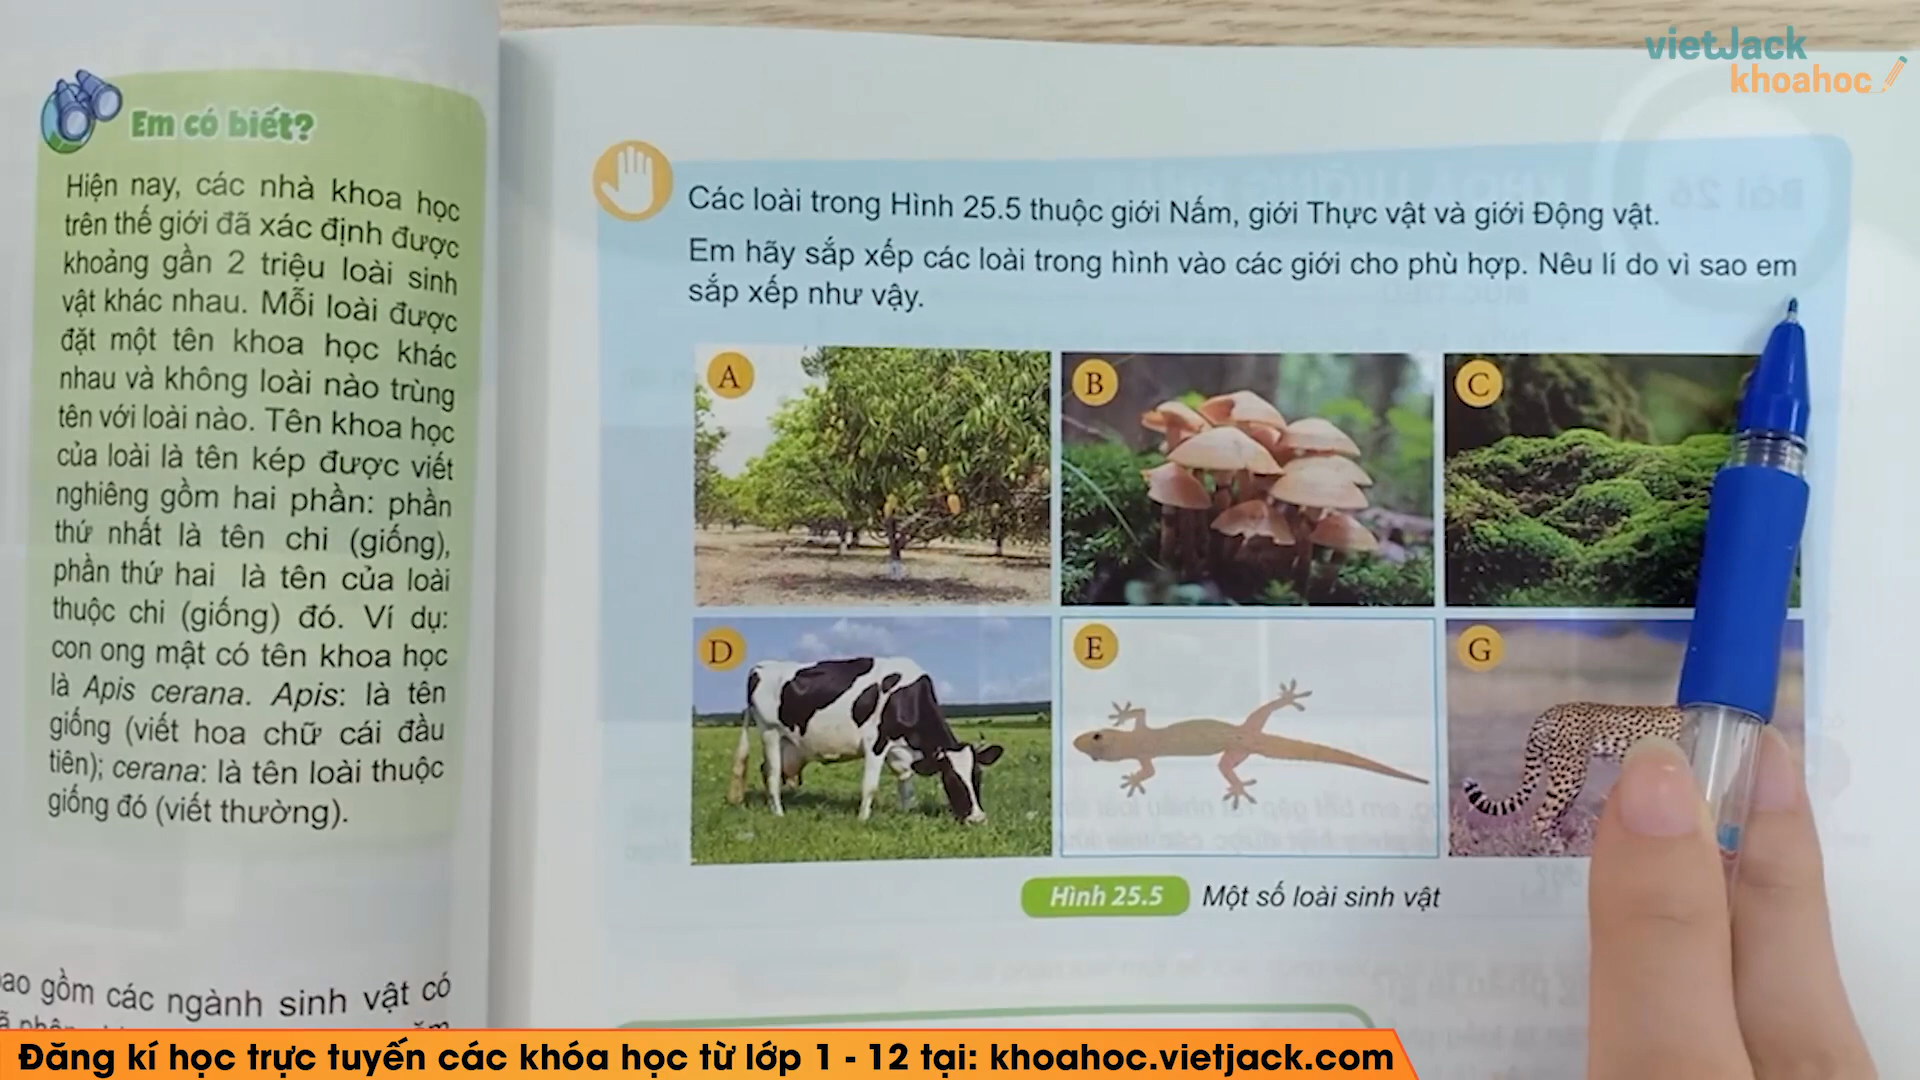 vietJack
khoahoc
Em có biết?
Hiện nay, các nhà khoa học
trên thế giới đã xác định được
khoảng gần 2 triệu loài sinh
vật khác nhau. Mỗi loài được
đặt một tên khoa học khác
nhau và không loài nào trùng
tên với loài nào. Tên khoa học
của loài là tên kép được viết
nghiêng gồm hai phần: phần
thứ nhất là tên chi (giống),
phần thứ hai là tên của loài
thuộc chi (giống) đó. Ví dụ:
con ong mật có tên khoa học
là Apis cerana. Apis: là tên
giống (viết hoa chữ cái đầu
tiên); cerana: là tên loài thuộc
giống đó (viết thường).
bao gồm các ngành sinh vật có
Các loài trong Hình 25.5 thuộc giới Nấm, giới Thực vật và giới Động vật.
Em hãy sắp xếp các loài trong hình vào các giới cho phù hợp. Nêu lí do vì sao em
sắp xếp như vậy.
A
B
C
D
E
G
Hình 25.5 Một số loài sinh vật
Đăng kí học trực tuyến các khóa học từ lớp 1 - 12 tại: khoahoc.vietjack.com